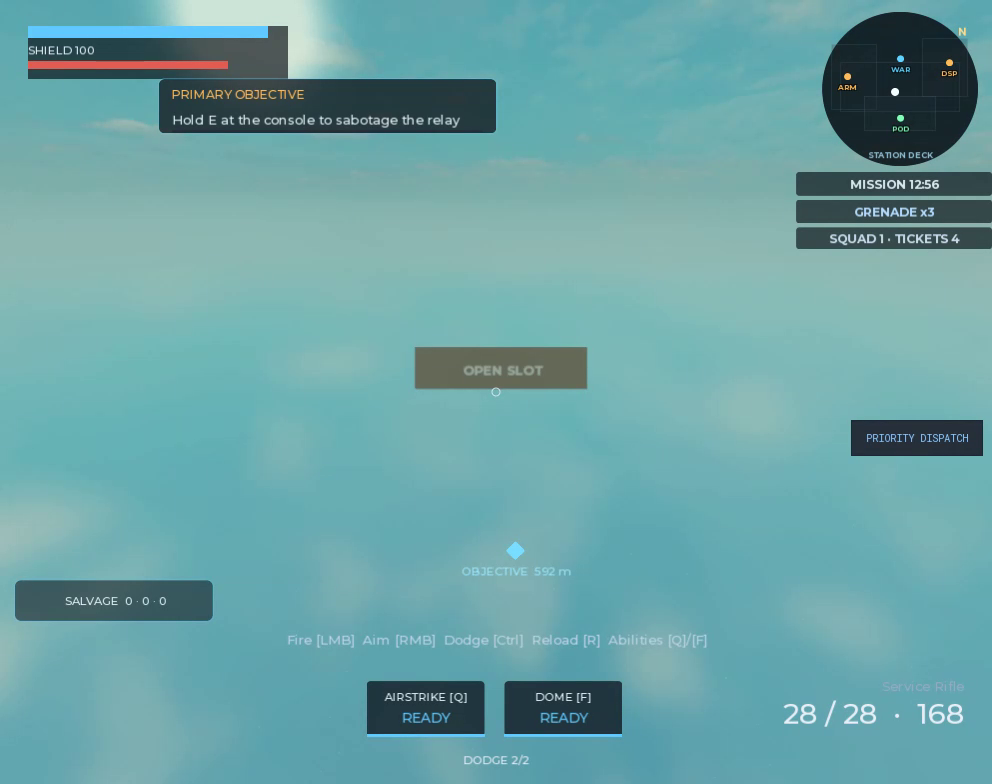 SHIELD 100
PRIMARY OBJECTIVE
Hold E at the console to sabotage the relay
N
WAR
DSP
ARM
POD
STATION DECK
MISSION 12:56
GRENADE x3
SQUAD 1 · TICKETS 4
OPEN SLOT
PRIORITY DISPATCH
OBJECTIVE 592 m
SALVAGE 0 · 0 · 0
Fire [LMB] Aim [RMB] Dodge [Ctrl] Reload [R] Abilities [Q]/[F]
AIRSTRIKE [Q]
READY
DOME [F]
READY
Service Rifle
28 / 28 · 168
DODGE 2/2